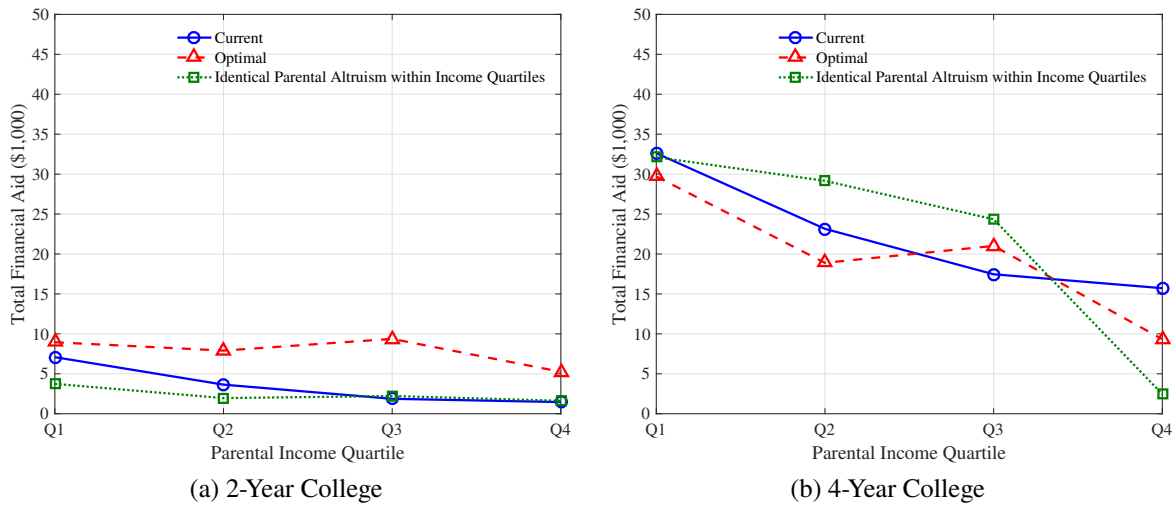 50
45
40
35
30
25
20
15
10
5
0
Total Financial Aid ($1,000)
Current
Optimal
Identical Parental Altruism within Income Quartiles
Q1 Q2 Q3 Q4
Parental Income Quartile
(a) 2-Year College
50
45
40
35
30
25
20
15
10
5
0
Total Financial Aid ($1,000)
Current
Optimal
Identical Parental Altruism within Income Quartiles
Q1 Q2 Q3 Q4
Parental Income Quartile
(b) 4-Year College